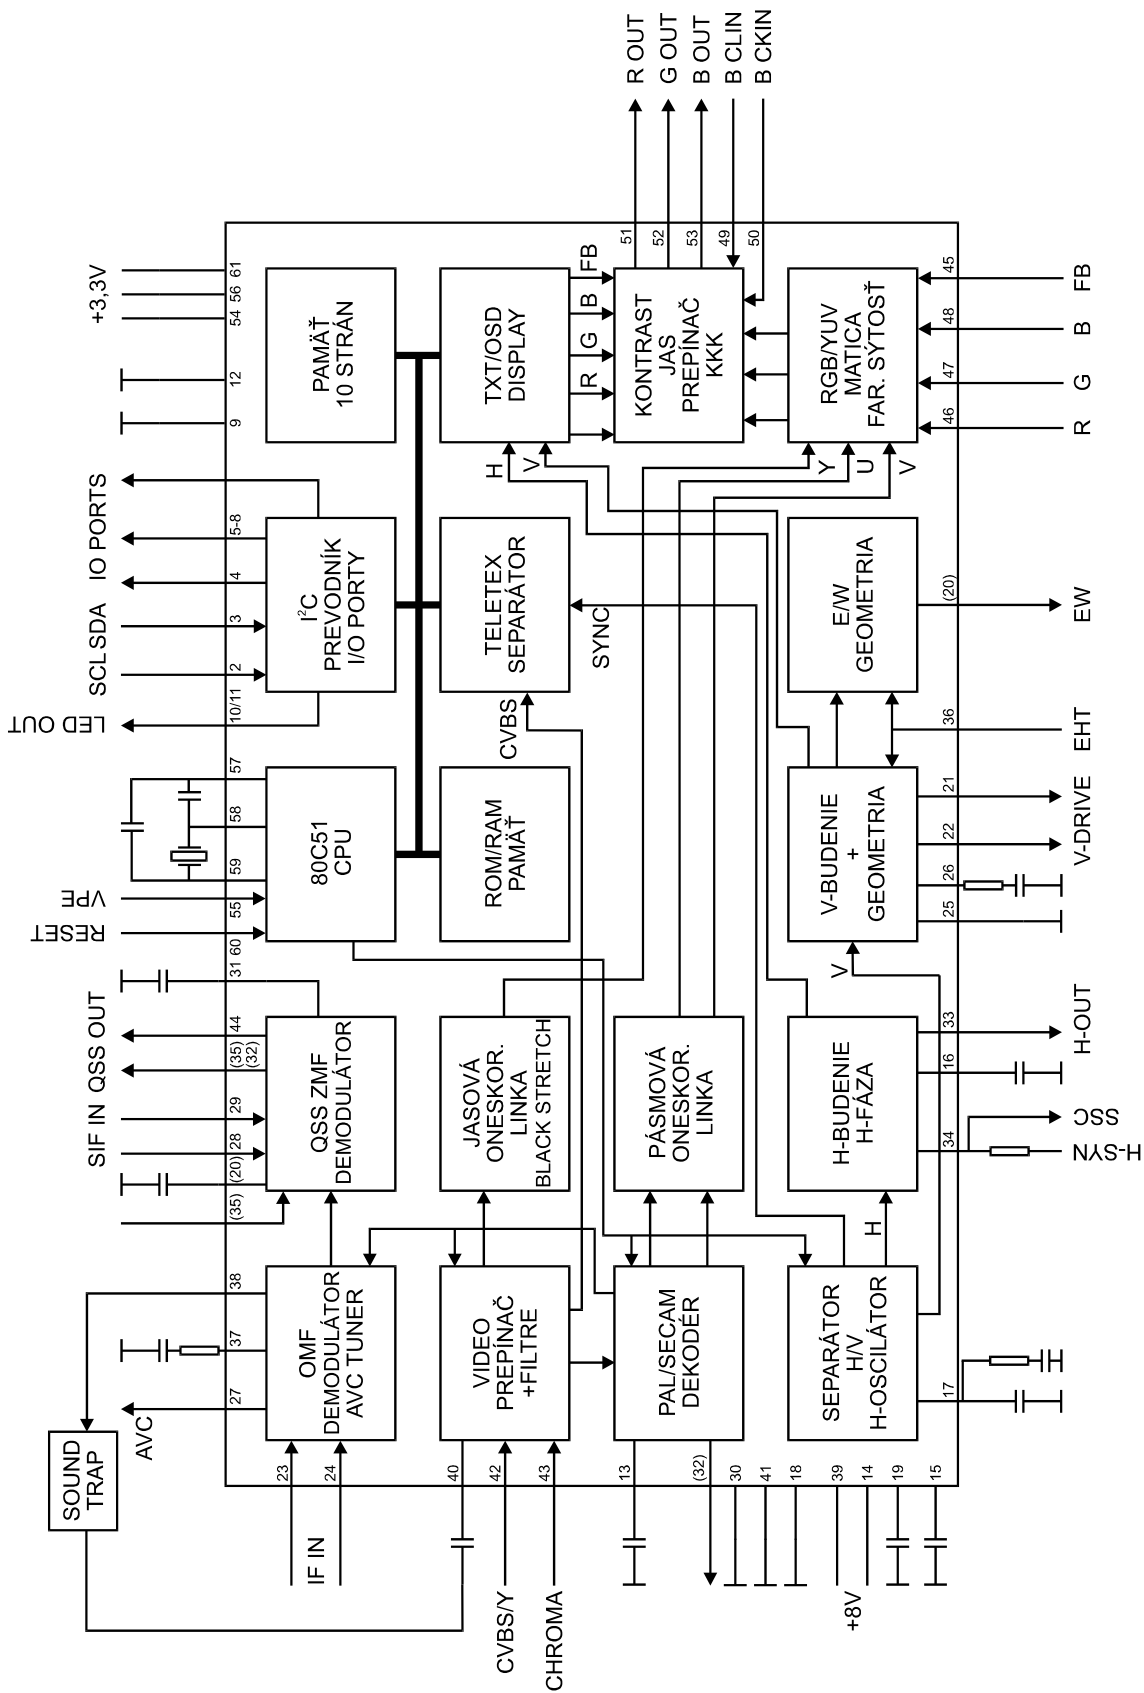 SOUND
TRAP
AVC
27
37
38
(35)
(20)
28
29
(35)
(32)
44
31
SIF IN
QSS OUT
RESET
VPE
60
55
59
58
57
LED OUT
SCL
SDA
IO PORTS
10/11
2
3
4
5-8
9
12
54
56
61
+3,3V
OMF
DEMODULÁTOR
AVC TUNER
QSS ZMF
DEMODULÁTOR
80C51
CPU
I²C
PREVODNÍK
I/O PORTY
PAMÄŤ
10 STRÁN
IF IN
23
24
VIDEO
PREPÍNAČ
+FILTRE
JASOVÁ
ONESKOR.
LINKA
BLACK STRETCH
ROM/RAM
PAMÄŤ
CVBS
TELETEX
SEPARÁTOR
SYNC
H
V
TXT/OSD
DISPLAY
R
G
B
FB
40
42
43
CVBS/Y
CHROMA
PAL/SECAM
DEKODÉR
PÁSMOVÁ
ONESKOR.
LINKA
KONTRAST
JAS
PREPÍNAČ
KKK
51
52
53
49
50
R OUT
G OUT
B OUT
B CLIN
B CKIN
13
(32)
30
41
18
39
14
19
15
+8V
SEPARÁTOR
H/V
H-OSCILÁTOR
H
H-BUDENIE
H-FÁZA
V
V-BUDENIE
+
GEOMETRIA
E/W
GEOMETRIA
Y
U
V
RGB/YUV
MATICA
FAR. SÝTOSŤ
17
34
16
33
25
26
22
21
36
(20)
46
47
48
45
H-SYN
SSC
H-OUT
V-DRIVE
EHT
EW
R
G
B
FB